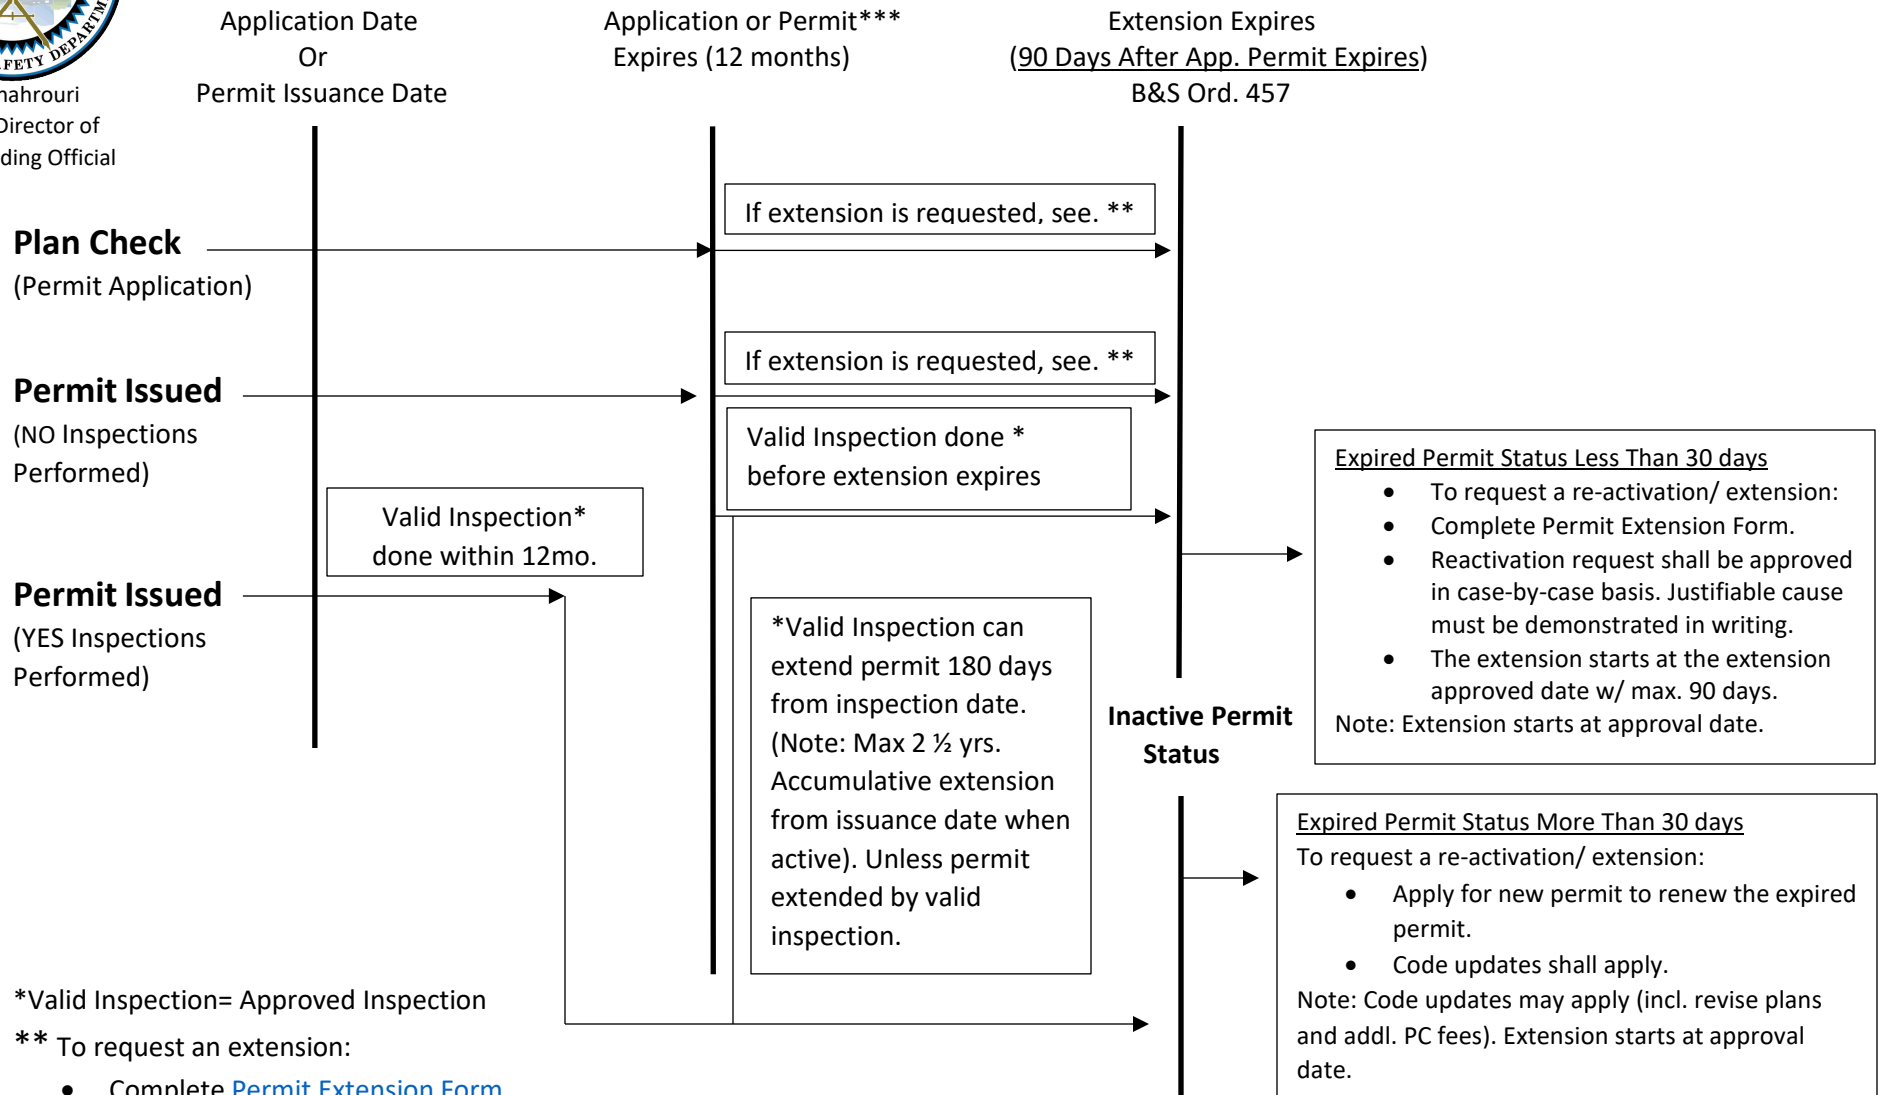 DEPARTM
FETY
nahrouri
Director of
ding Official
Application Date
Or
Permit Issuance Date
Application or Permit***
Expires (12 months)
Extension Expires
(90 Days After App. Permit Expires)
B&S Ord. 457
If extension is requested, see. **
Plan Check
(Permit Application)
If extension is requested, see. **
Permit Issued
(NO Inspections
Performed)
Valid Inspection done *
before extension expires
Valid Inspection*
done within 12mo.
Permit Issued
(YES Inspections
Performed)
*Valid Inspection can
extend permit 180 days
from inspection date.
(Note: Max 2 ½ yrs.
Accumulative extension
from issuance date when
active). Unless permit
extended by valid
inspection.
Inactive Permit
Status
Expired Permit Status Less Than 30 days
• To request a re-activation/ extension:
• Complete Permit Extension Form.
• Reactivation request shall be approved
in case-by-case basis. Justifiable cause
must be demonstrated in writing.
• The extension starts at the extension
approved date w/ max. 90 days.
Note: Extension starts at approval date.
Expired Permit Status More Than 30 days
To request a re-activation/ extension:
• Apply for new permit to renew the expired
permit.
• Code updates shall apply.
Note: Code updates may apply (incl. revise plans
and addl. PC fees). Extension starts at approval
date.
*Valid Inspection= Approved Inspection
** To request an extension:
• Complete Permit Extension Form